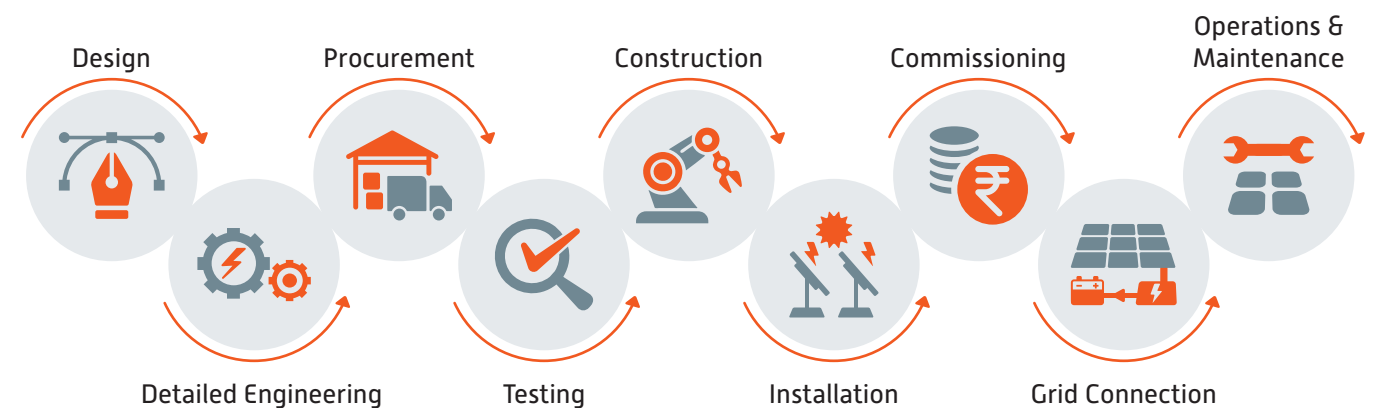 Design
Detailed Engineering
Procurement
Testing
Construction
Installation
Commissioning
Grid Connection
Operations &
Maintenance